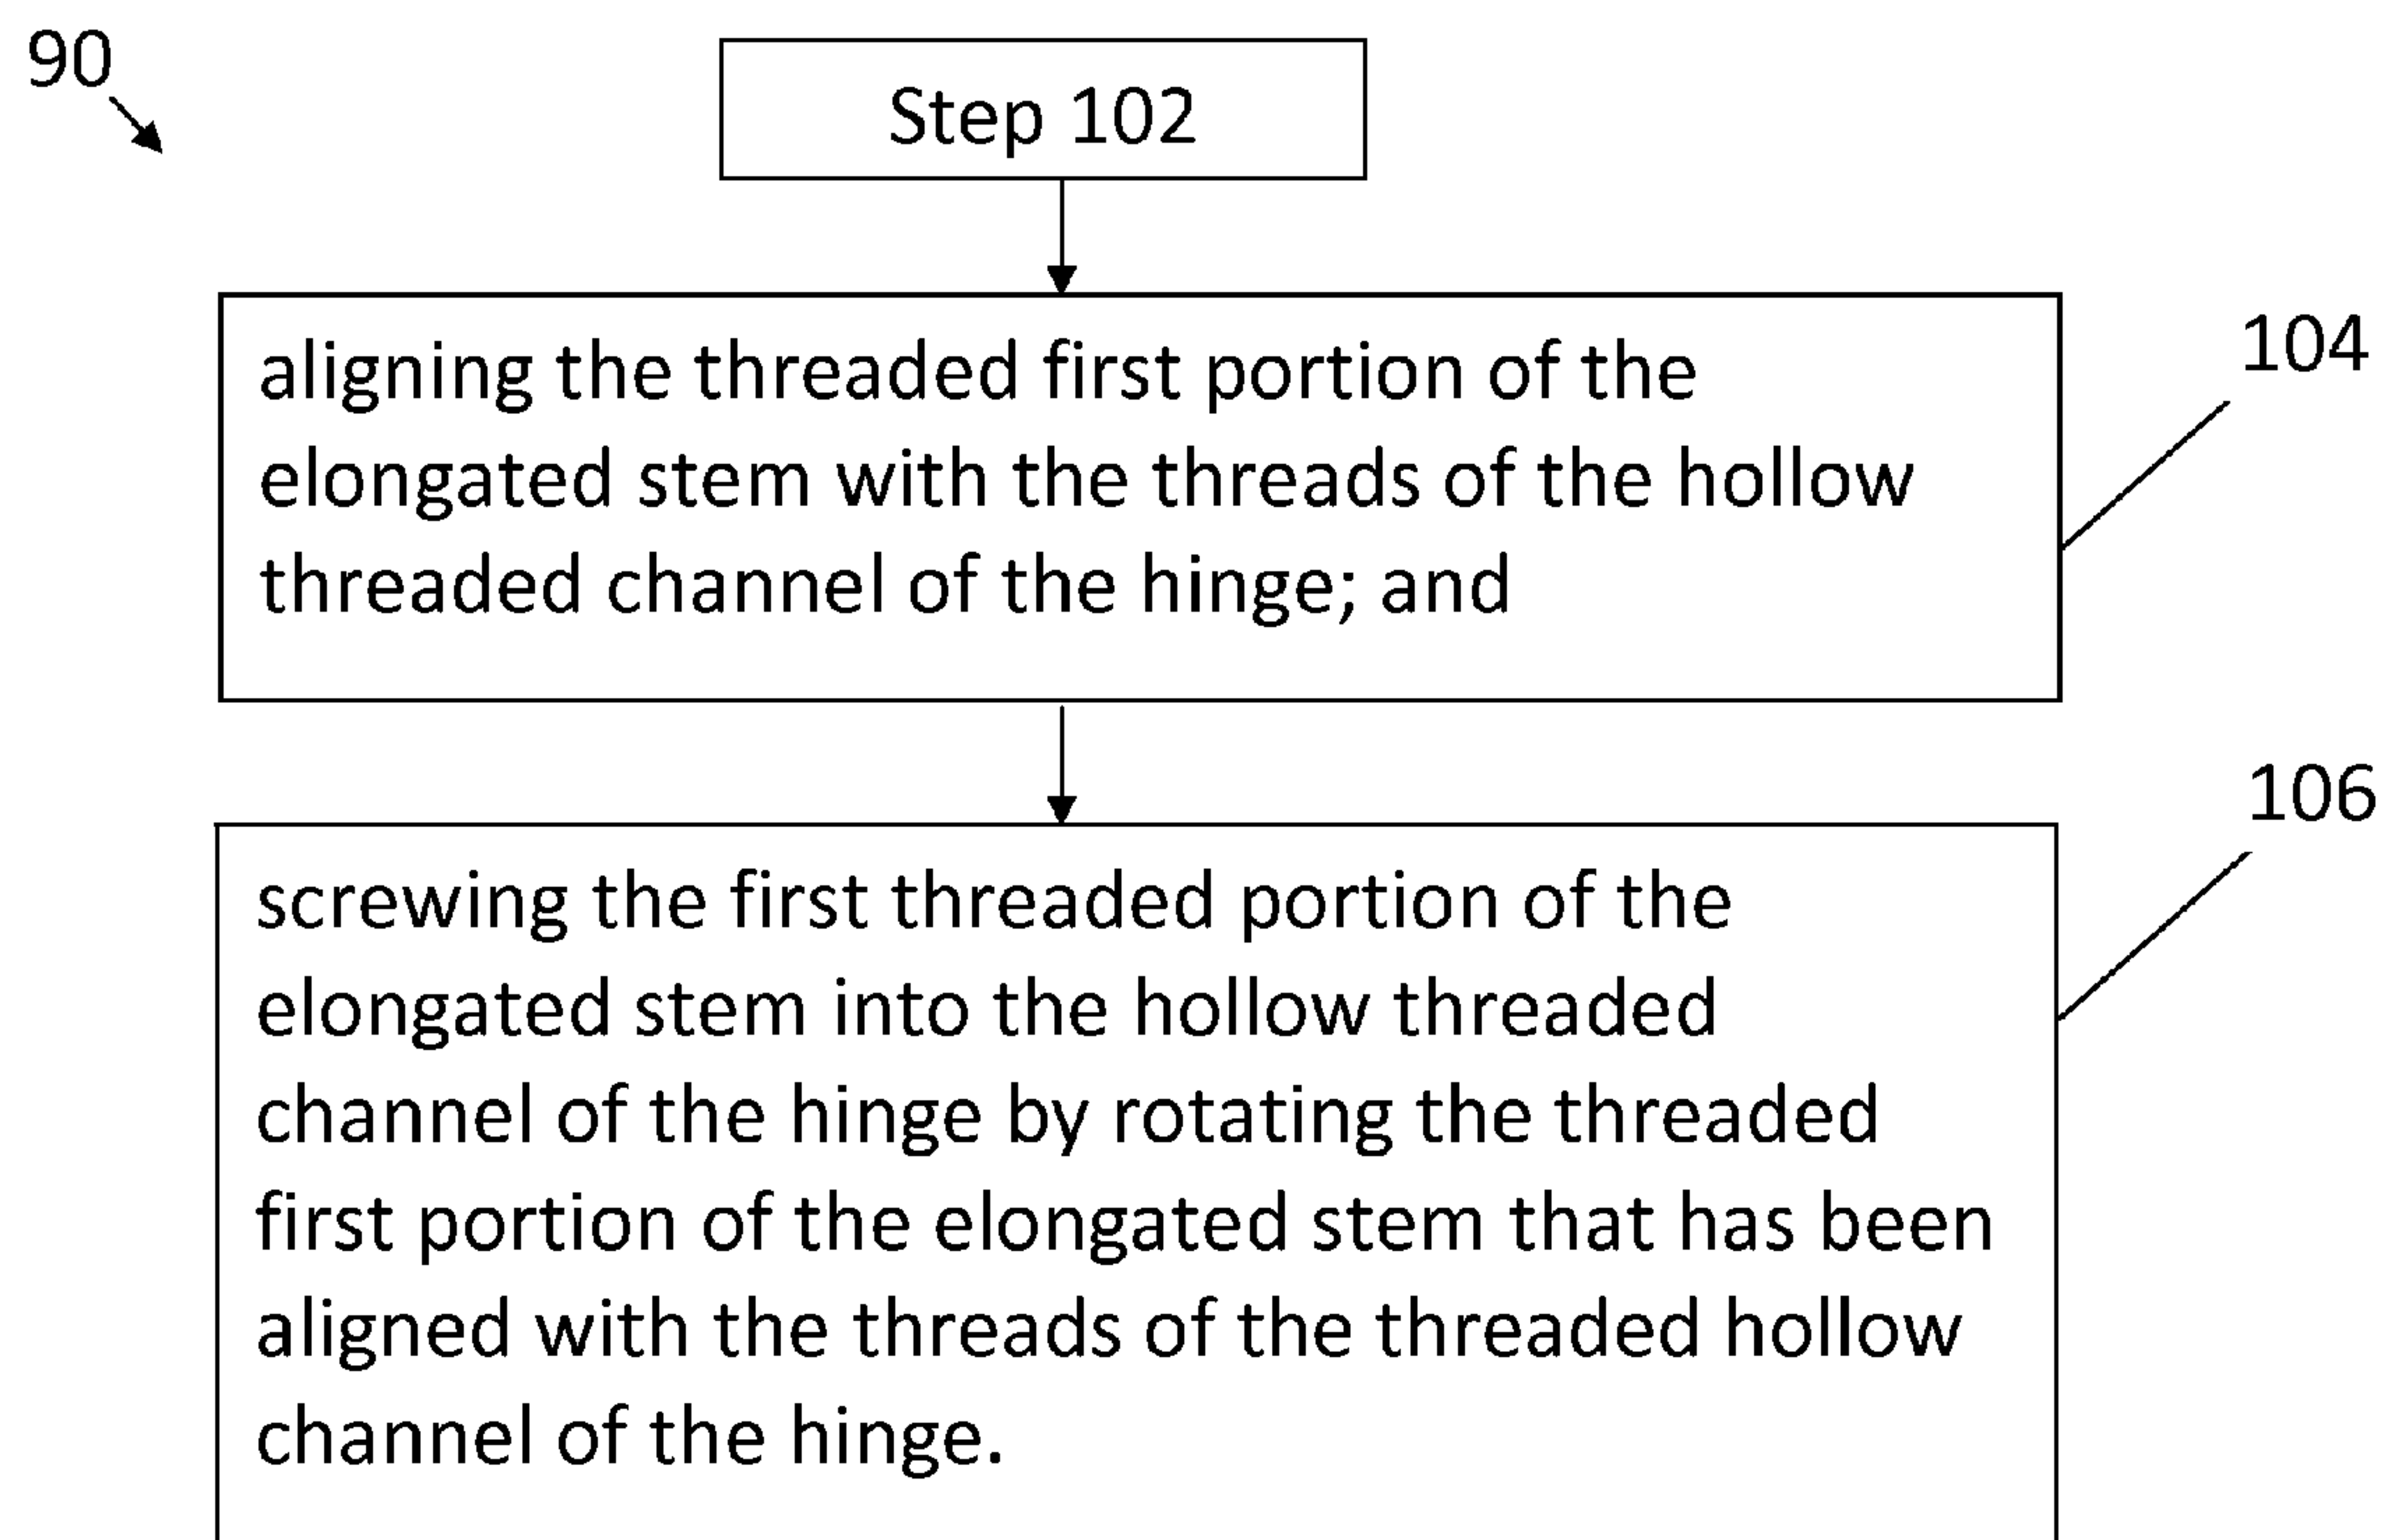 90
Step 102
104
aligning the threaded first portion of the
elongated stem with the threads of the hollow
threaded channel of the hinge; and
106
screwing the first threaded portion of the
elongated stem into the hollow threaded
channel of the hinge by rotating the threaded
first portion of the elongated stem that has been
aligned with the threads of the threaded hollow
channel of the hinge.